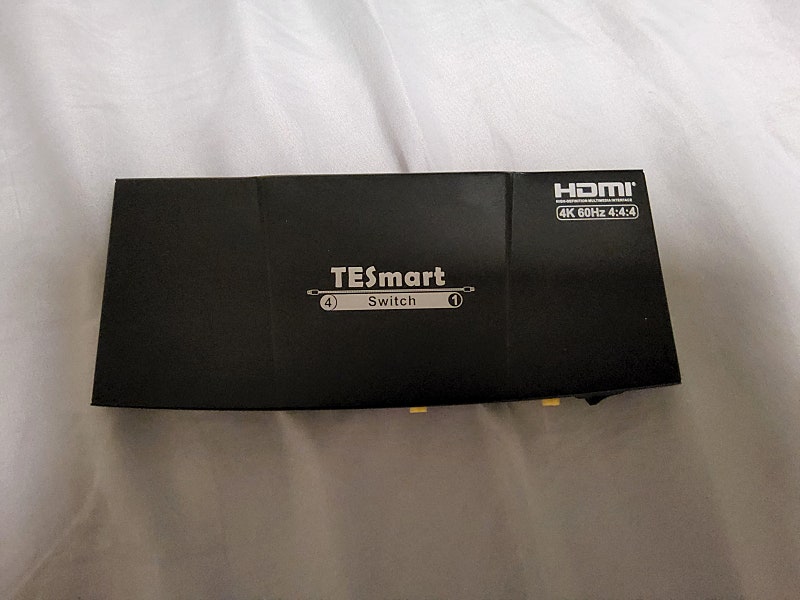 HDMI®
HIGH-DEFINITION MULTIMEDIA INTERFACE
4K 60Hz 4:4:4
TESmart
4 Switch 1